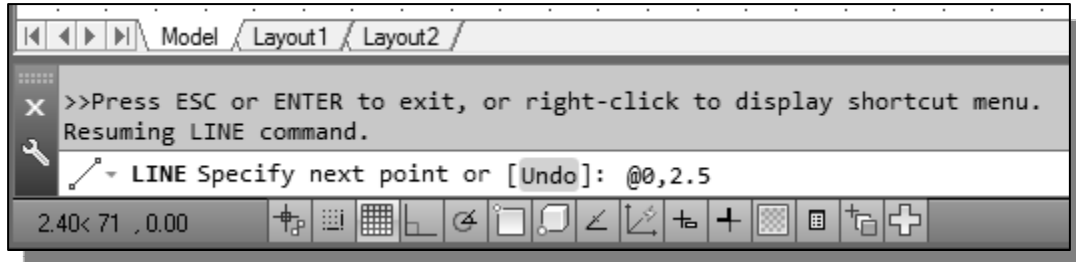 Model Layout1 Layout2
>>Press ESC or ENTER to exit, or right-click to display shortcut menu.
Resuming LINE command.
LINE Specify next point or [Undo]: @0,2.5
2.40< 71 , 0.00